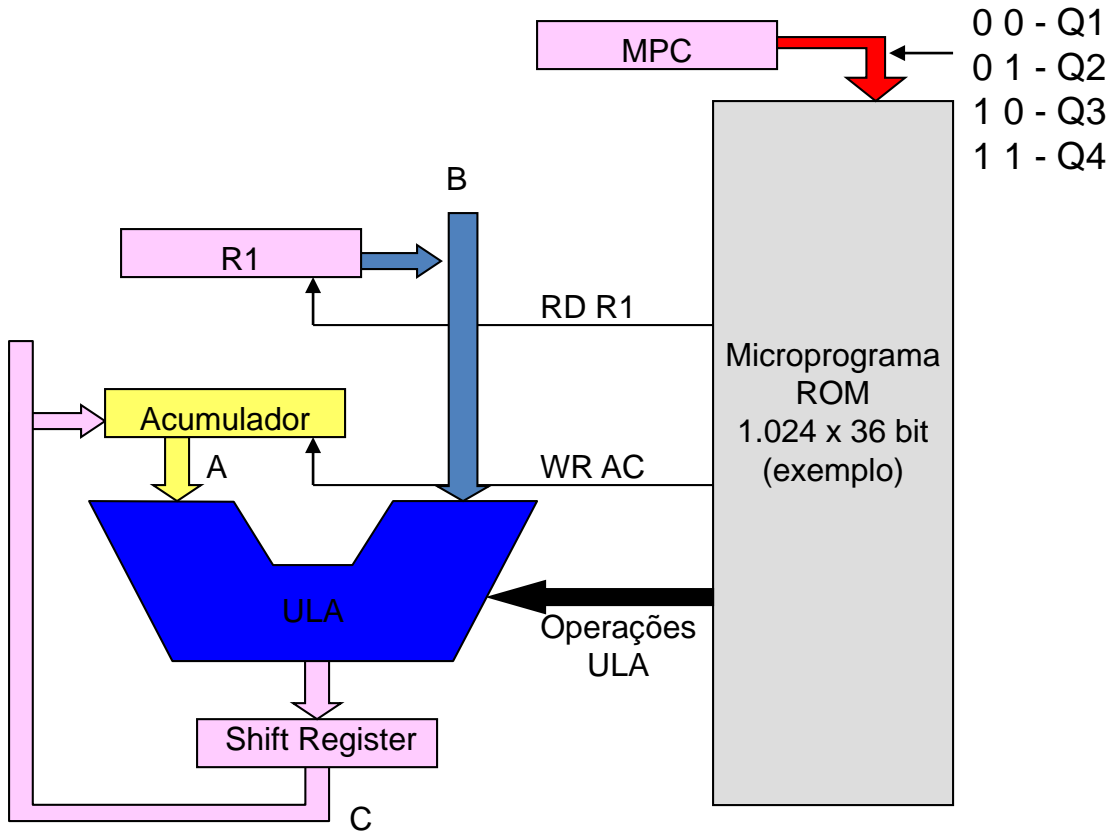 0 0 - Q1
MPC
0 1 - Q2
1 0 - Q3
1 1 - Q4
B
R1
RD R1
Microprograma
ROM
1.024 x 36 bit
(exemplo)
Acumulador
A
WR AC
ULA
Operações
ULA
Shift Register
C